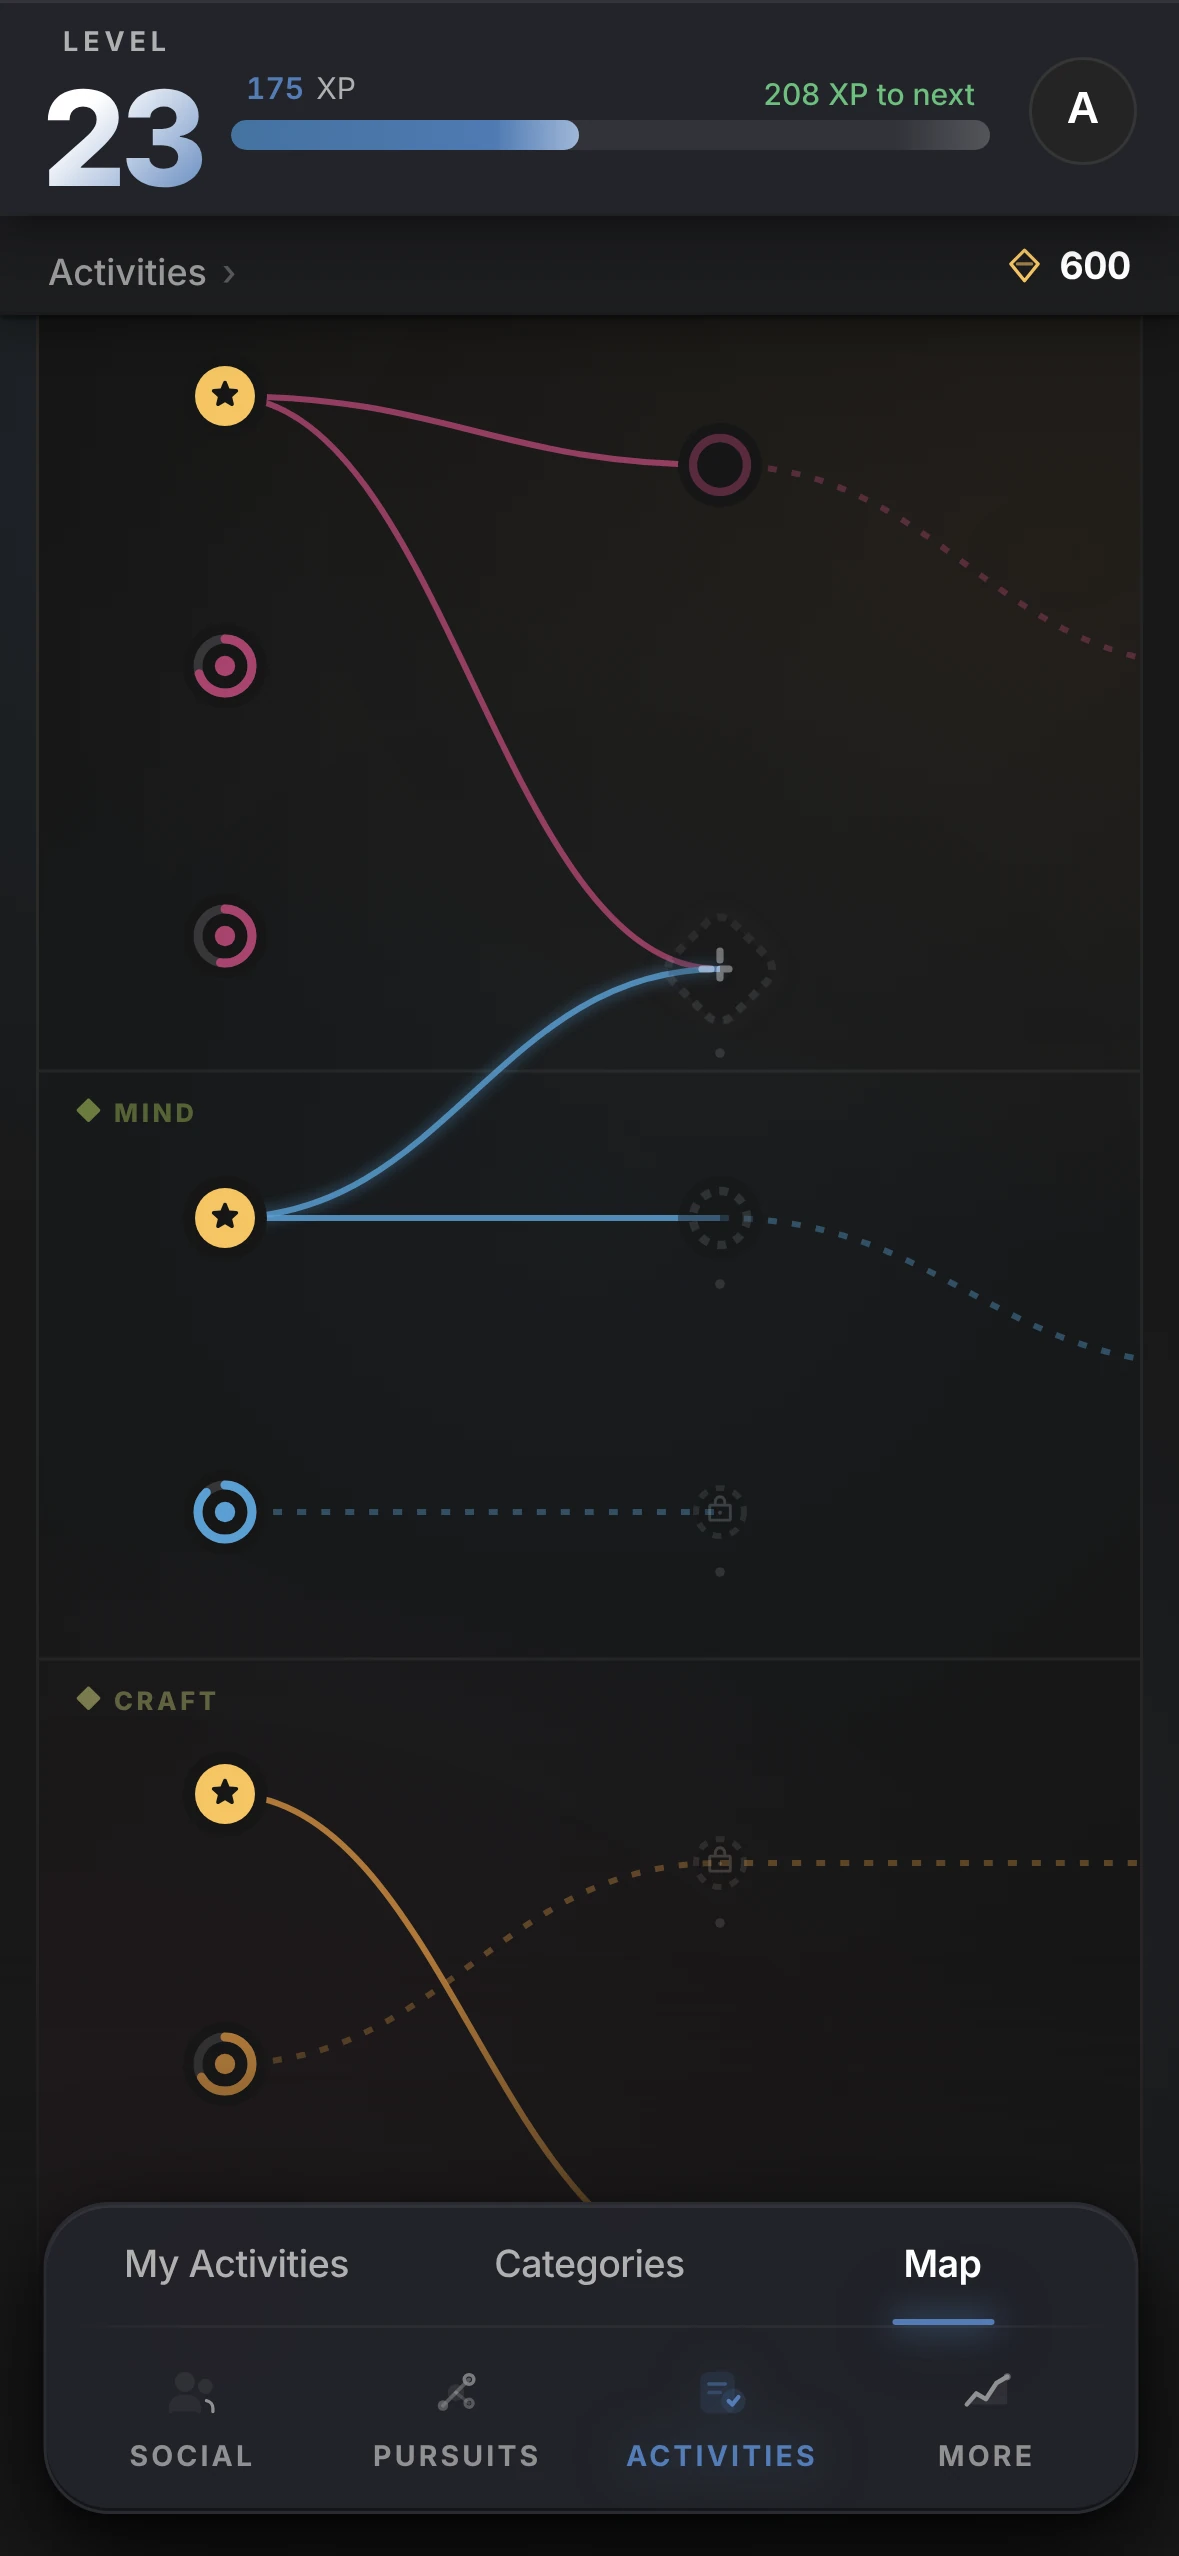 LEVEL
23
175 XP
208 XP to next
A
Activities ›
600
MIND
CRAFT
My Activities
Categories
Map
SOCIAL
PURSUITS
ACTIVITIES
MORE